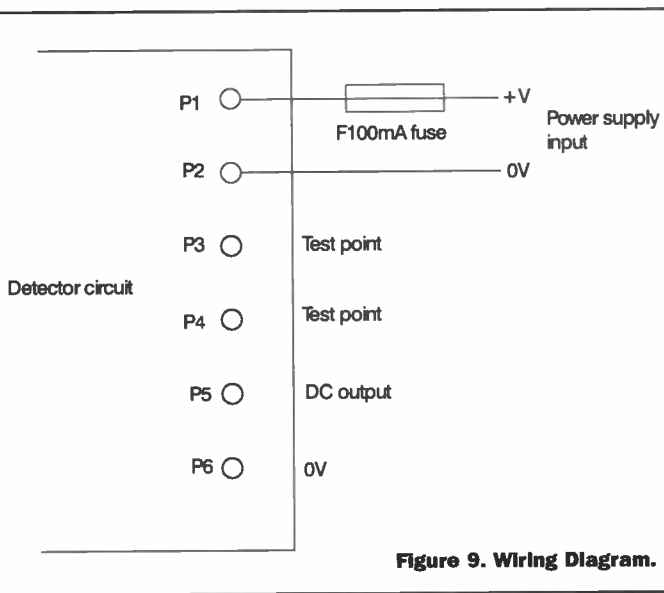 P1
+V
F100mA fuse
Power supply
input
P2
0V
P3
Test point
Detector circuit
P4
Test point
P5
DC output
P6
0V
Figure 9. Wiring Diagram.